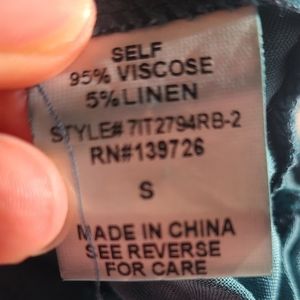 SELF
95% VISCOSE
5% LINEN
STYLE# 7IT2794RB-2
RN#139726
S
MADE IN CHINA
SEE REVERSE
FOR CARE